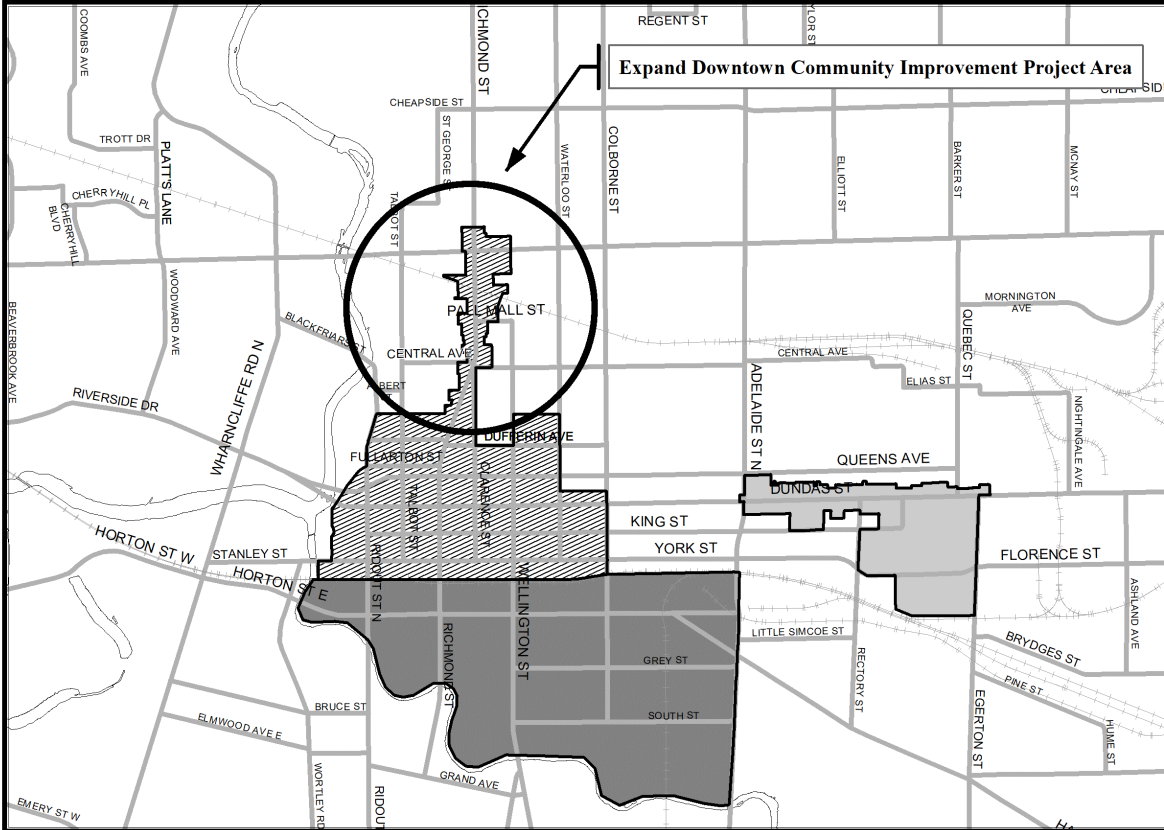 REGENT ST
COOMBS AVE
ICHMOND ST
YLOR ST
Expand Downtown Community Improvement Project Area
CHEAPSIDE ST
ST GEORGE S
TROTT DR
PLATT'S LANE
COLBORNE ST
WATERLOO ST
ELLIOTT ST
BARKER ST
MCNAY ST
CHERRYHILL PL
CHERRYHILL
BLVD
TALBOT ST
WOODWARD AVE
BEAVERBROOK AVE
BLACKFRIARS ST
PALL MALL ST
MORNINGTON
AVE
QUEBEC ST
CENTRAL AVE
CENTRAL AVE
ELIAS ST
ADELAIDE ST N
NIGHTINGALE AVE
RIVERSIDE DR
WHARNCLIFFE RD N
DUFFERIN AVE
FULLARTON ST
QUEENS AVE
CLARENCE ST
TALBOT ST
DUNDAS ST
KING ST
HORTON ST W
STANLEY ST
YORK ST
FLORENCE ST
RIDOUT ST N
HORTON ST E
WELLINGTON ST
ASHLAND AVE
RICHMOND ST
LITTLE SIMCOE ST
BRYDGES ST
GREY ST
RECTORY ST
PINE ST
BRUCE ST
SOUTH ST
EGERTON ST
ELMWOOD AVE E
HUME ST
GRAND AVE
WORTLEY RD
RIDOUT
EMERY ST W